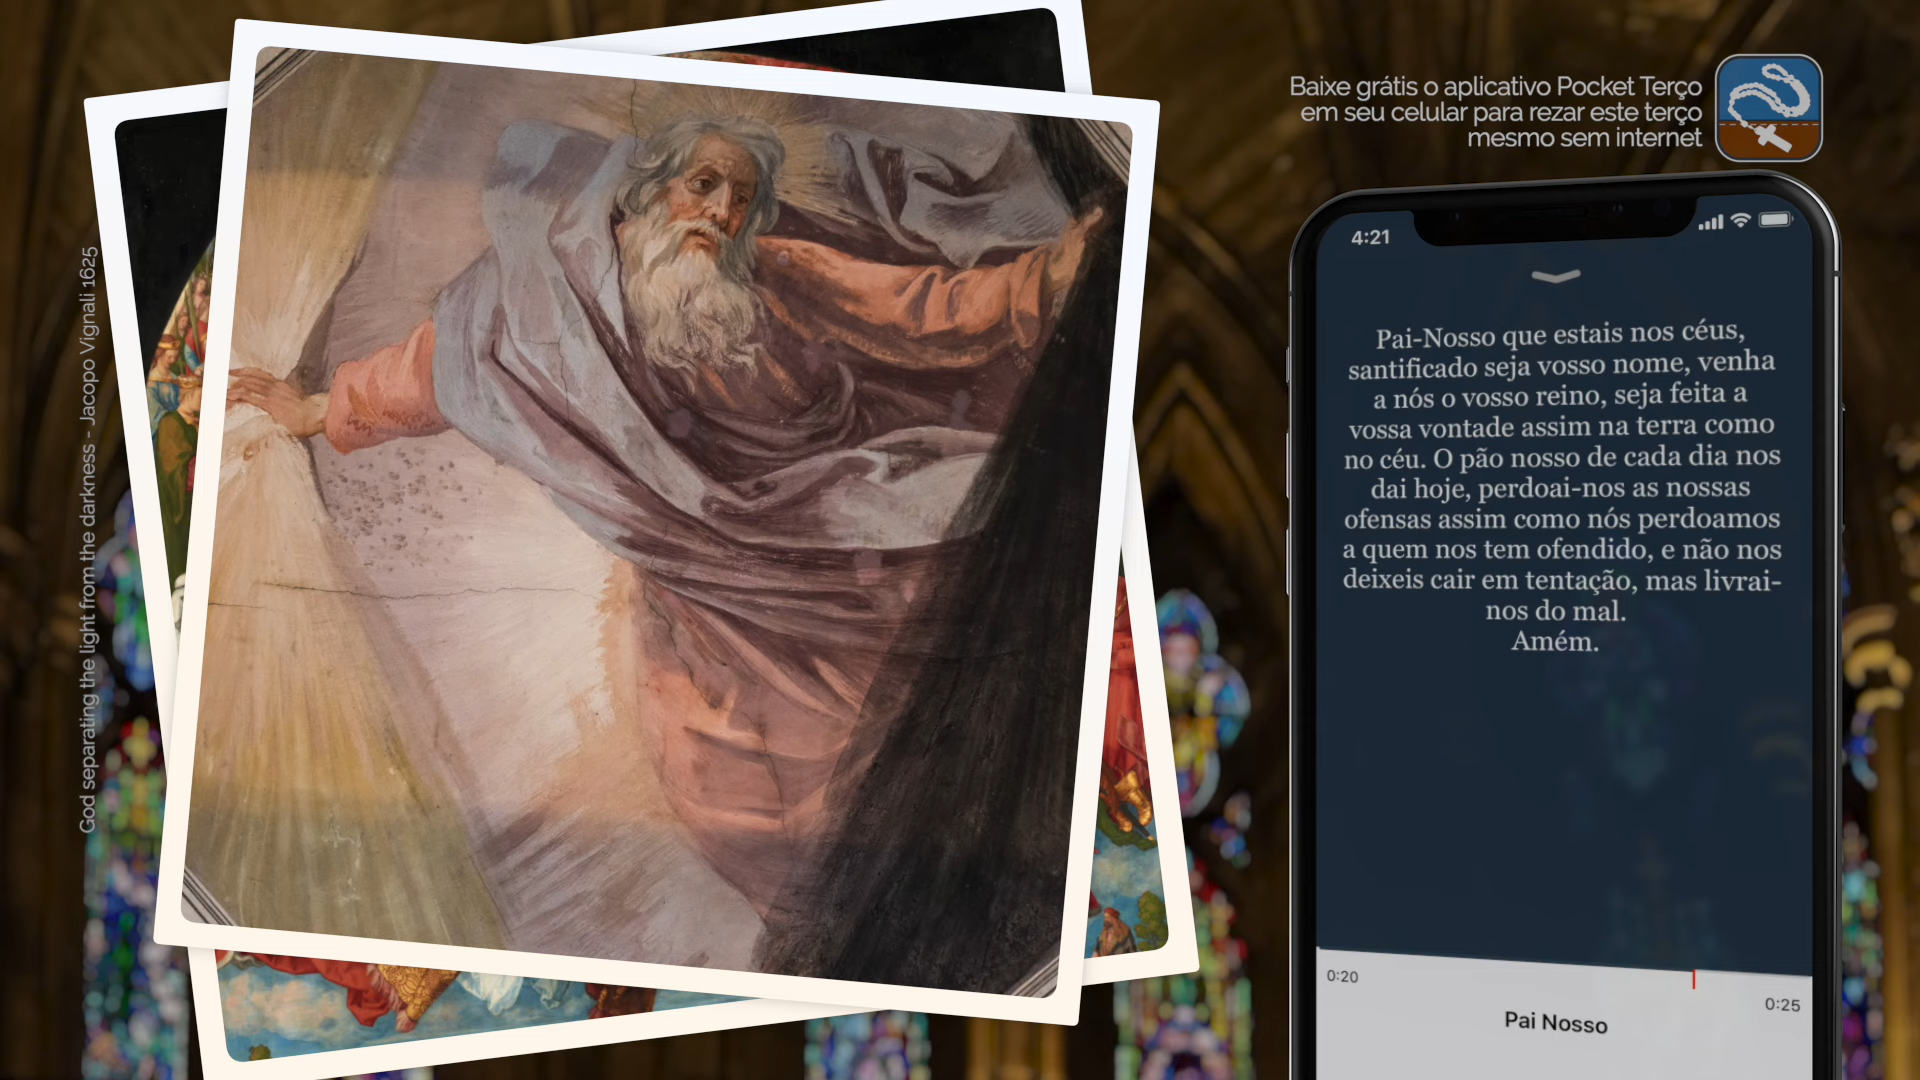 God separating the light from the darkness - Jacopo Vignali 1625
Baixe grátis o aplicativo Pocket Terço
em seu celular para rezar este terço
mesmo sem internet
4:21
Pai-Nosso que estais nos céus,
santificado seja vosso nome, venha
a nós o vosso reino, seja feita a
vossa vontade assim na terra como
no céu. O pão nosso de cada dia nos
dai hoje, perdoai-nos as nossas
ofensas assim como nós perdoamos
a quem nos tem ofendido, e não nos
deixeis cair em tentação, mas livrai-
nos do mal.
Amém.
0:20
0:25
Pai Nosso